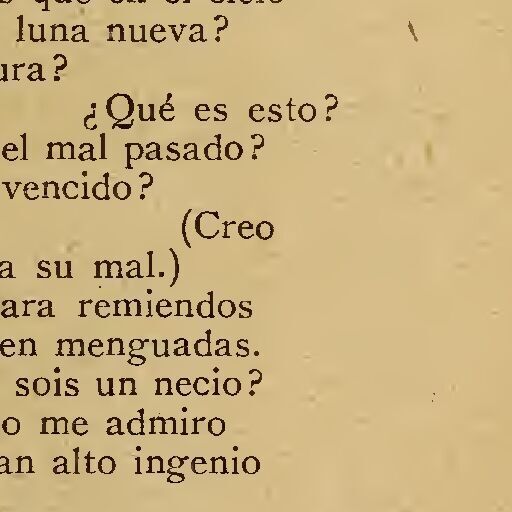 que en el cielo
luna nueva?
ura?
¿Qué es esto?
el mal pasado?
vencido?
(Creo
a su mal.)
ara remiendos
en menguadas.
sois un necio?
o me admiro
an alto ingenio